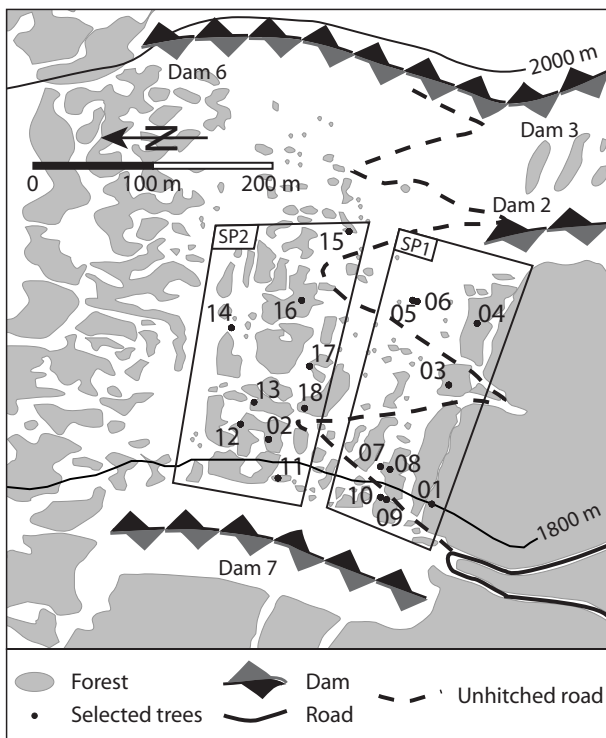 2000 m
Dam 6
N
Dam 3
0 100 m 200 m
Dam 2
SP2
15
SP1
14
16
05
06
04
17
03
13
18
12
02
07
08
11
10
09
01
1800 m
Dam 7
Forest
Dam
Unhitched road
Selected trees
Road